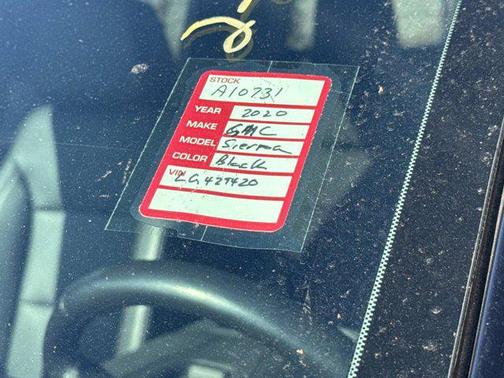 STOCK
A10731
YEAR 2020
MAKE GMC
MODEL Sierra
COLOR Black
VIN LG427420